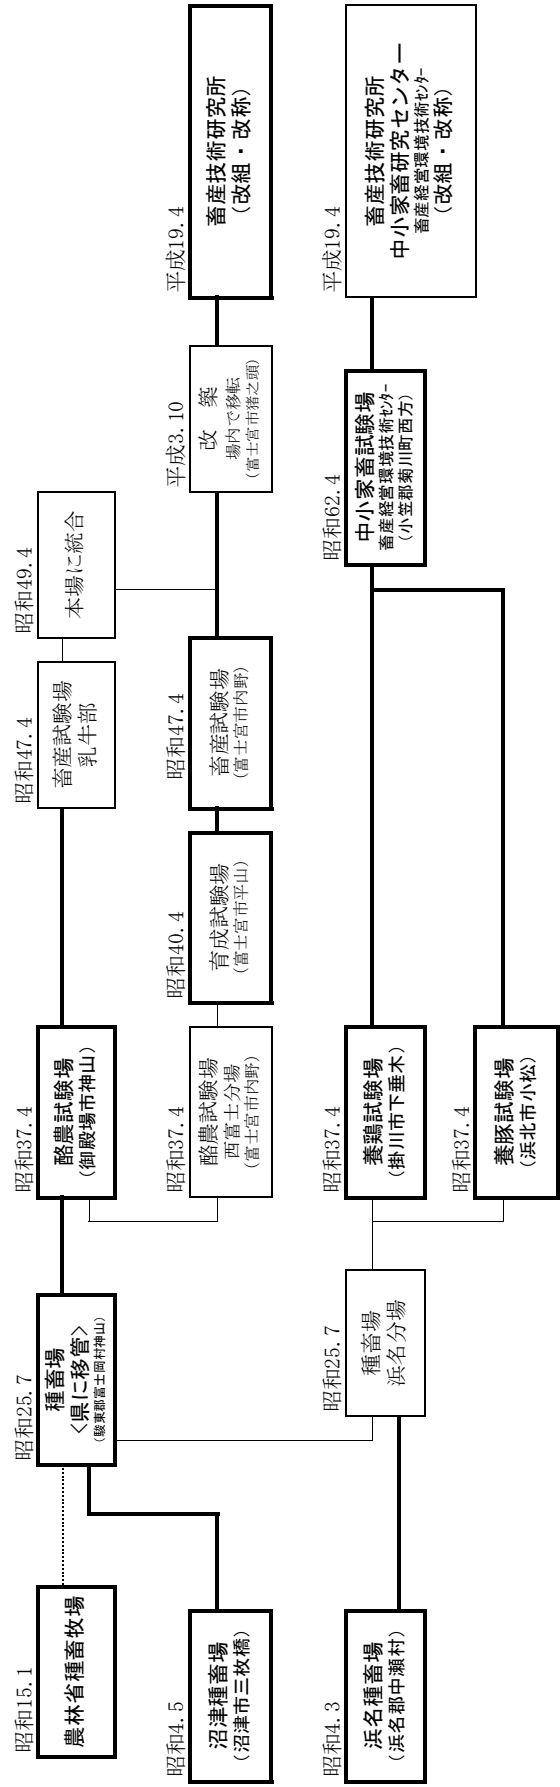 昭和15.1
農林省種畜牧場
昭和25.7
種畜場
<県に移管>
(駿東郡富士岡村神山)
昭和37.4
酪農試験場
(御殿場市神山)
昭和47.4
畜産試験場
乳牛部
昭和49.4
本場に統合
昭和4.5
沼津種畜場
(沼津市三枚橋)
昭和37.4
酪農試験場
西富士分場
(富士宮市内野)
昭和40.4
育成試験場
(富士宮市平山)
昭和47.4
畜産試験場
(富士宮市内野)
平成3.10
改 築
場内で移転
(富士宮市猪之頭)
平成19.4
畜産技術研究所
(改組・改称)
昭和4.3
浜名種畜場
(浜名郡中瀬村)
昭和25.7
種畜場
浜名分場
昭和37.4
養鶏試験場
(掛川市下垂木)
昭和37.4
養豚試験場
(浜北市小松)
昭和62.4
中小家畜試験場
畜産経営環境技術センター
(小笠郡菊川町西方)
平成19.4
畜産技術研究所
中小家畜研究センター
畜産経営環境技術センター
(改組・改称)